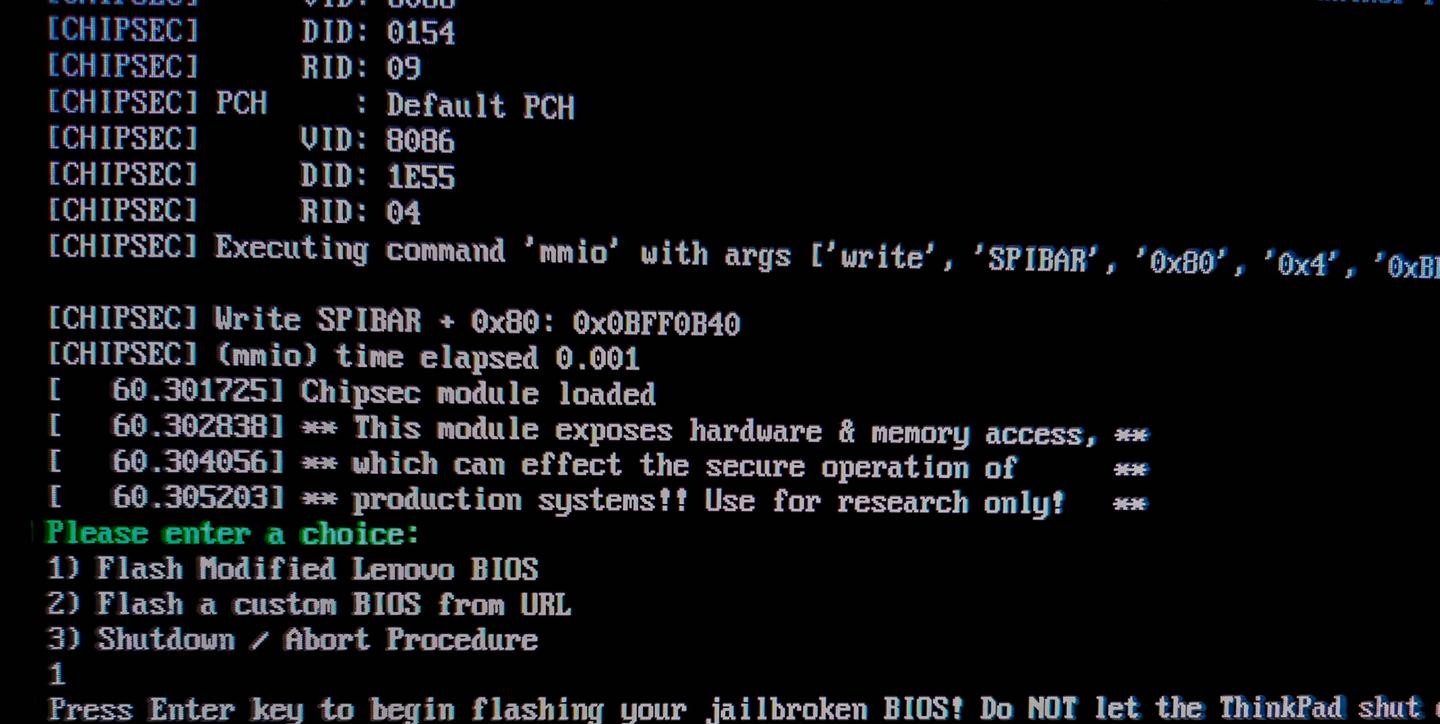 [CHIPSEC] VID: 8086
[CHIPSEC] DID: 0154
[CHIPSEC] RID: 09
[CHIPSEC] PCH : Default PCH
[CHIPSEC] VID: 8086
[CHIPSEC] DID: 1E55
[CHIPSEC] RID: 04
[CHIPSEC] Executing command 'mmio' with args ['write', 'SPIBAR', '0x80', '0x4',
[CHIPSEC] Write SPIBAR + 0x80: 0x0BFF0B40
[CHIPSEC] (mmio) time elapsed 0.001
[ 60.301725] Chipsec module loaded
[ 60.302838] ** This module exposes hardware & memory access, **
[ 60.304056] ** which can effect the secure operation of **
[ 60.305203] ** production systems!! Use for research only! **
Please enter a choice:
1) Flash Modified Lenovo BIOS
2) Flash a custom BIOS from URL
3) Shutdown / Abort Procedure
1
Press Enter key to begin flashing your jailbroken BIOS! Do NOT let the ThinkPad shut